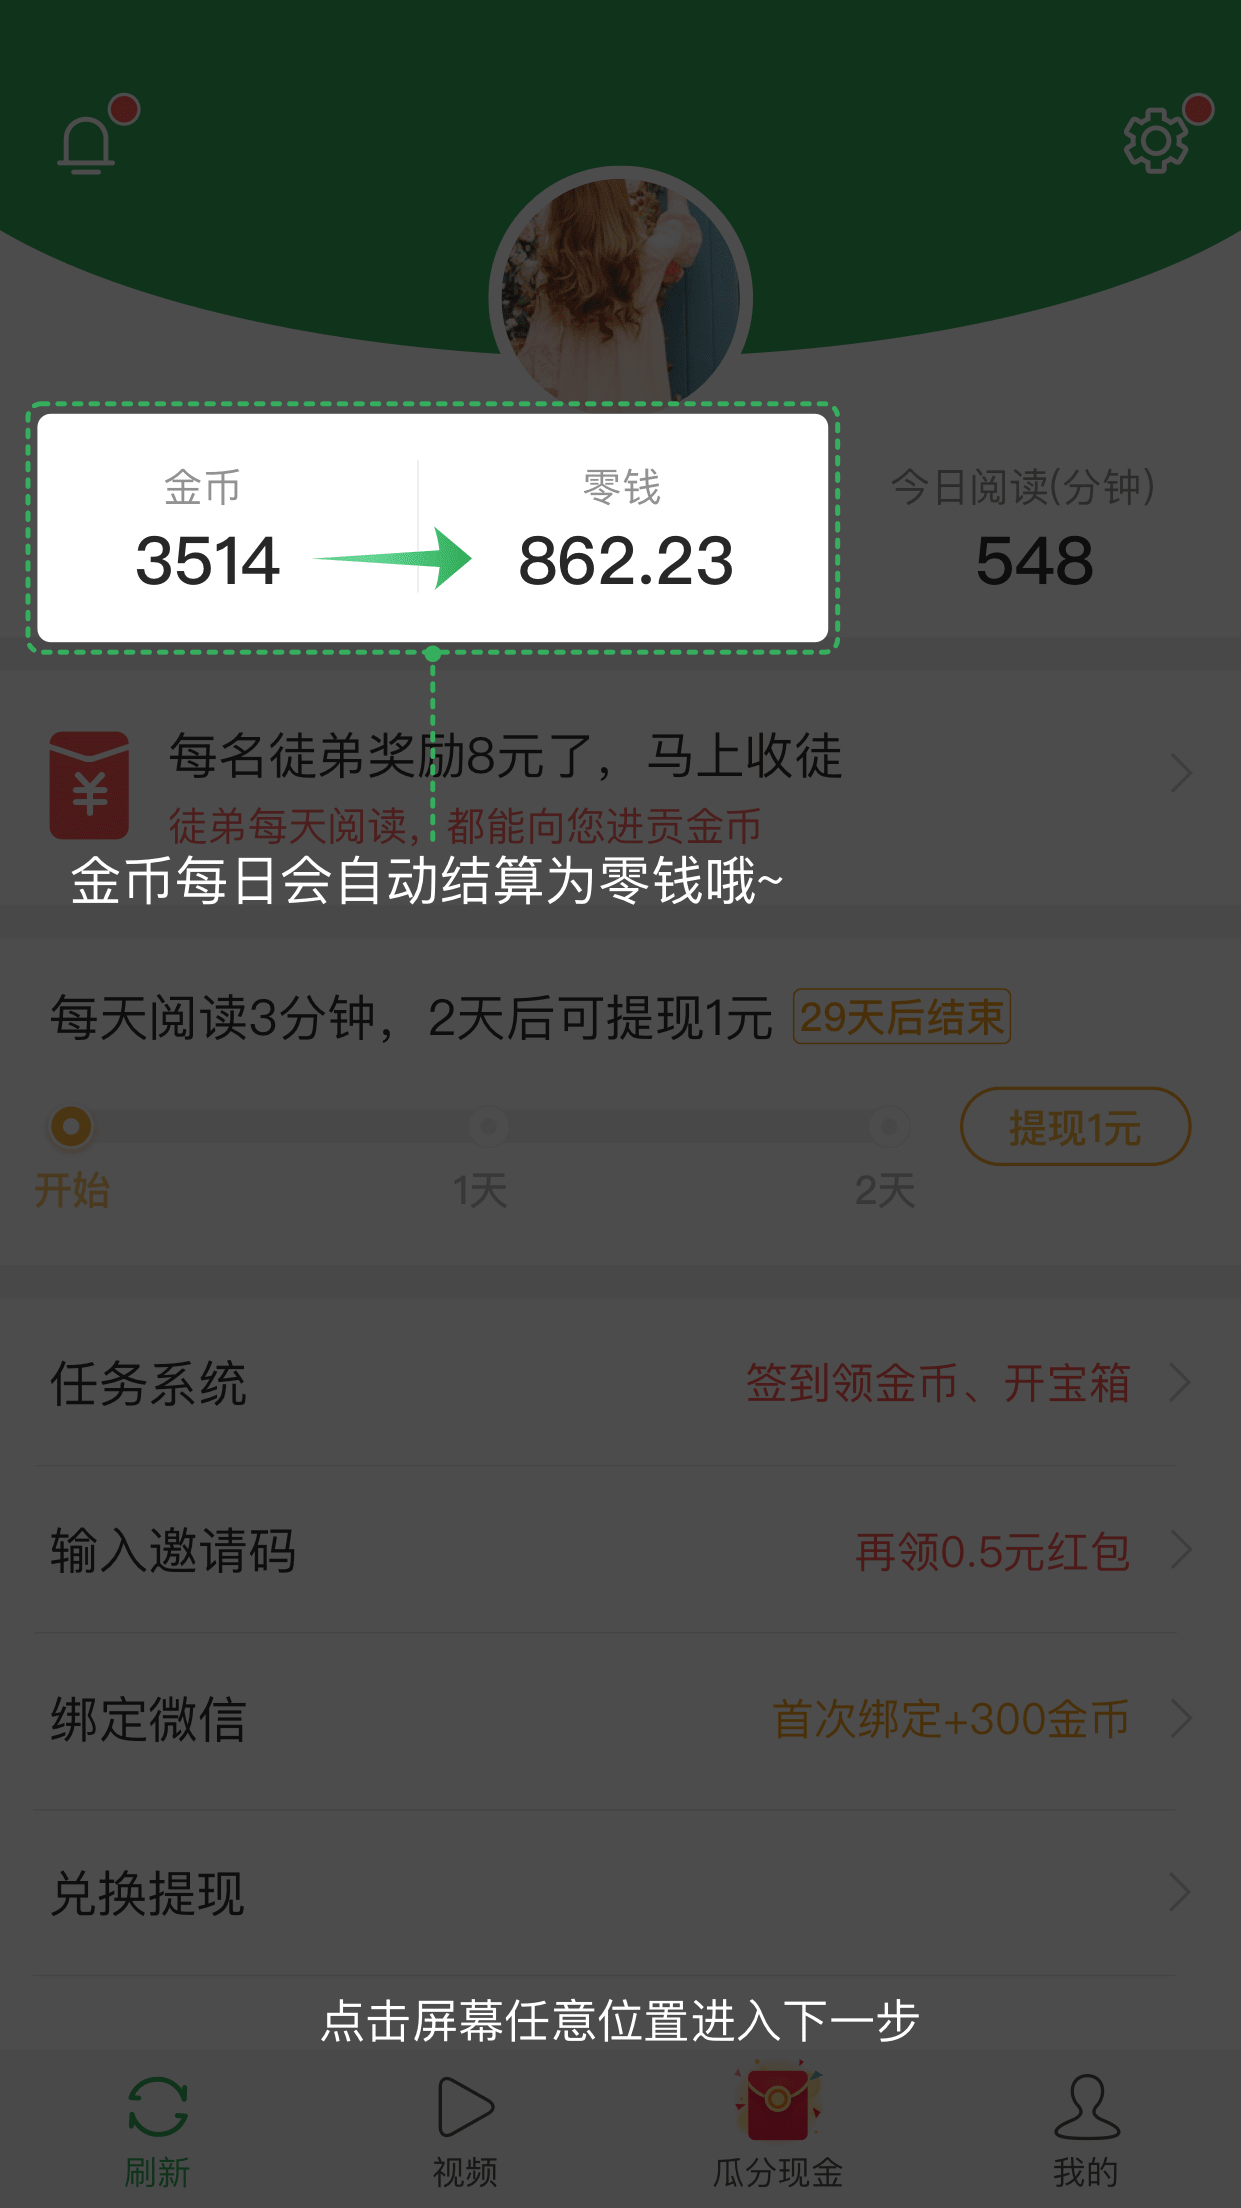 金币
零钱
今日阅读(分钟)
3514
862.23
548
每名徒弟奖励8元了，马上收徒
徒弟每天阅读，都能向您进贡金币
金币每日会自动结算为零钱哦~
每天阅读3分钟，2天后可提现1元 29天后结束
提现1元
开始
1天
2天
任务系统
签到领金币、开宝箱
输入邀请码
再领0.5元红包
绑定微信
首次绑定+300金币
兑换提现
点击屏幕任意位置进入下一步
刷新
视频
瓜分现金
我的